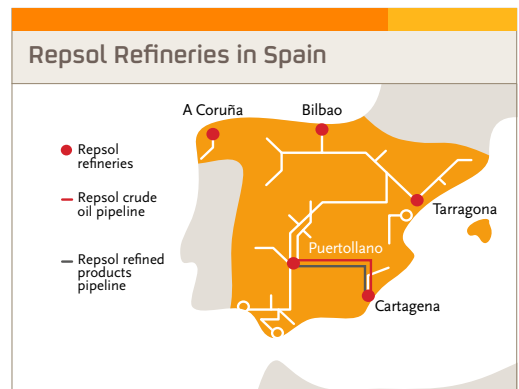 Repsol Refineries in Spain
A Coruña
Bilbao
Repsol
refineries
Repsol crude
oil pipeline
Tarragona
Puertollano
Repsol refined
products
pipeline
Cartagena